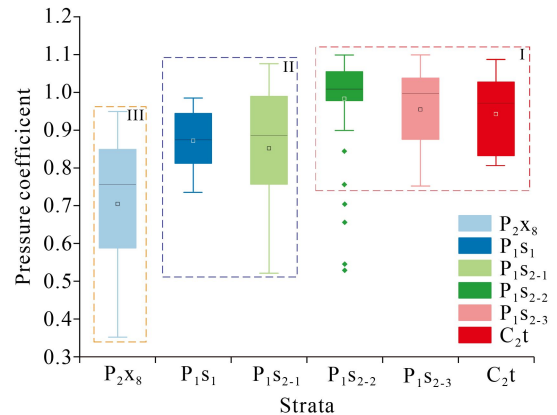 Pressure coefficicent
1.2
1.1
1.0
0.9
0.8
0.7
0.6
0.5
0.4
0.3
III
II
I
P₂x₈
P₁s₁
P₁s₂₋₁
P₁s₂₋₂
P₁s₂₋₃
C₂t
P₂x₈ P₁s₁ P₁s₂₋₁ P₁s₂₋₂ P₁s₂₋₃ C₂t
Strata